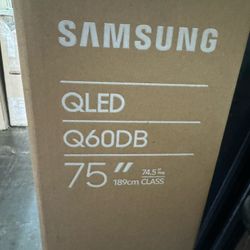 SAMSUNG
QLED
Q60DB
75" 74.5"
189cm CLASS